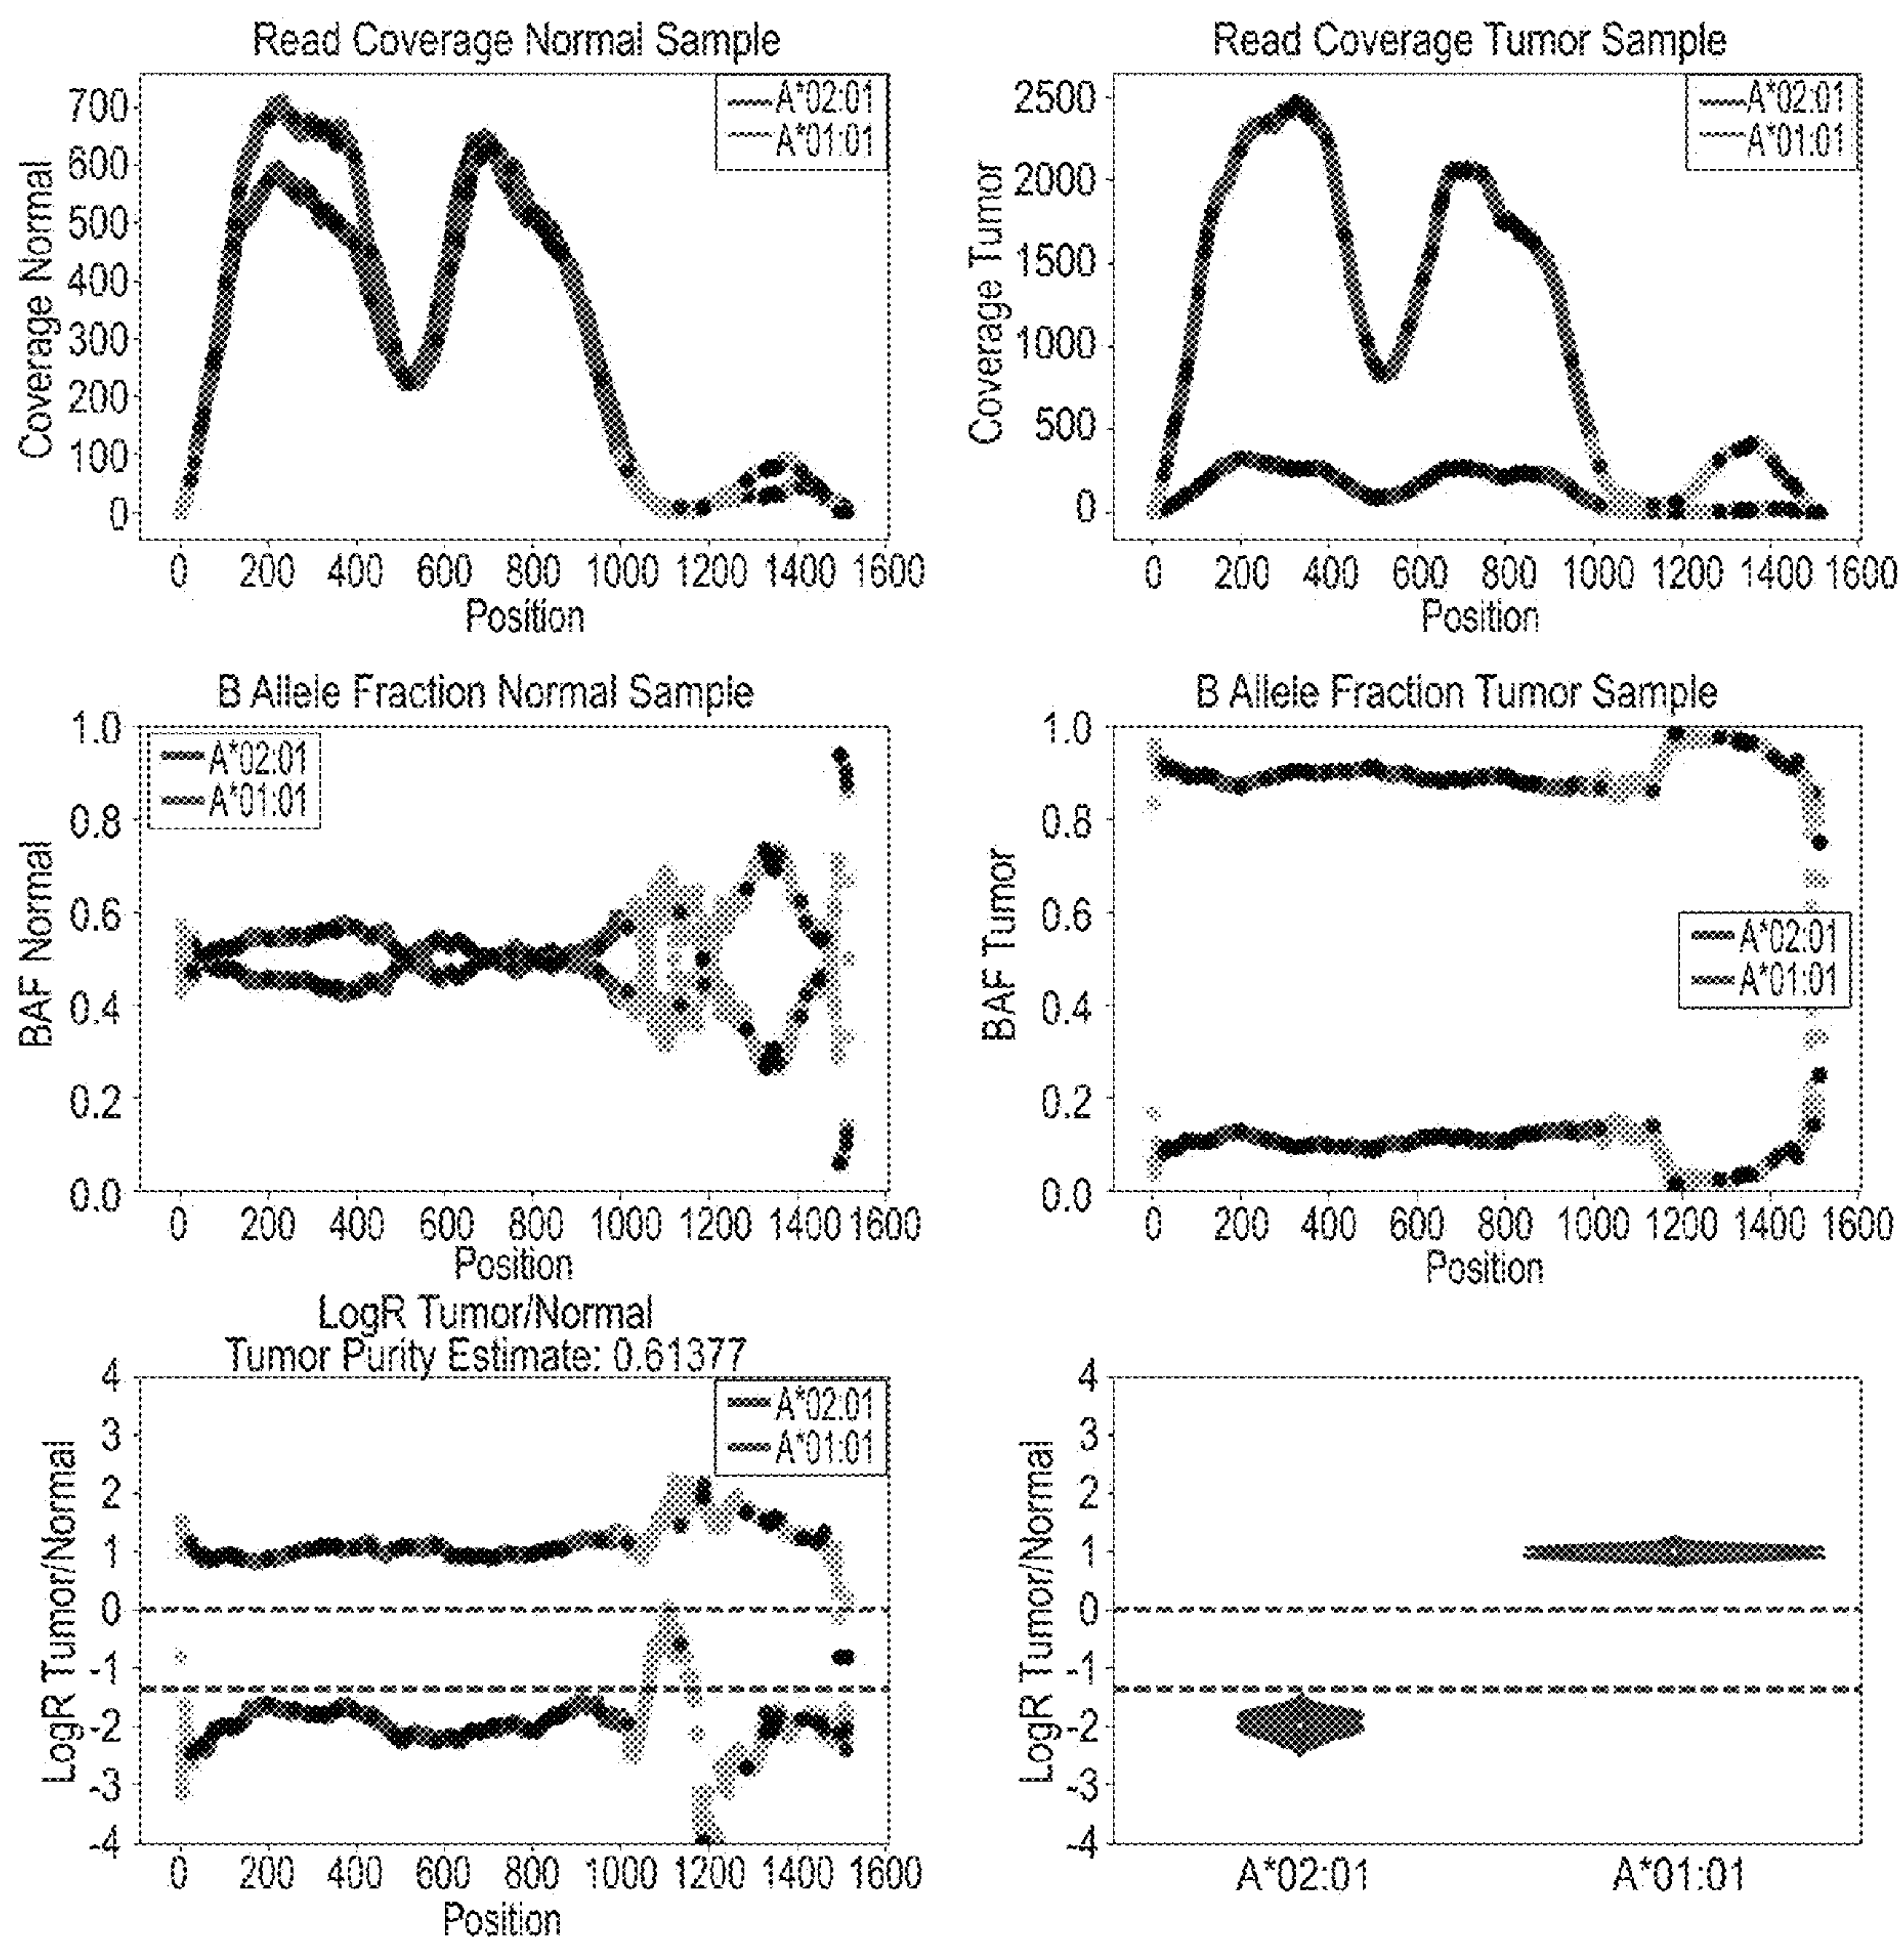 Read Coverage Normal Sample
Coverage Normal
700
600
500
400
300
200
100
0
A*02:01
A*01:01
0 200 400 600 800 1000 1200 1400 1600
Position
Read Coverage Tumor Sample
Coverage Tumor
2500
2000
1500
1000
500
0
A*02:01
A*01:01
0 200 400 600 800 1000 1200 1400 1600
Position
B Allele Fraction Normal Sample
BAF Normal
1.0
0.8
0.6
0.4
0.2
0.0
A*02:01
A*01:01
0 200 400 600 800 1000 1200 1400 1600
Position
B Allele Fraction Tumor Sample
BAF Tumor
1.0
0.8
0.6
0.4
0.2
0.0
A*02:01
A*01:01
0 200 400 600 800 1000 1200 1400 1600
Position
LogR Tumor/Normal
Tumor Purity Estimate: 0.61377
LogR Tumor/Normal
4
3
2
1
0
-1
-2
-3
-4
A*02:01
A*01:01
0 200 400 600 800 1000 1200 1400 1600
Position
LogR Tumor/Normal
4
3
2
1
0
-1
-2
-3
-4
A*02:01 A*01:01